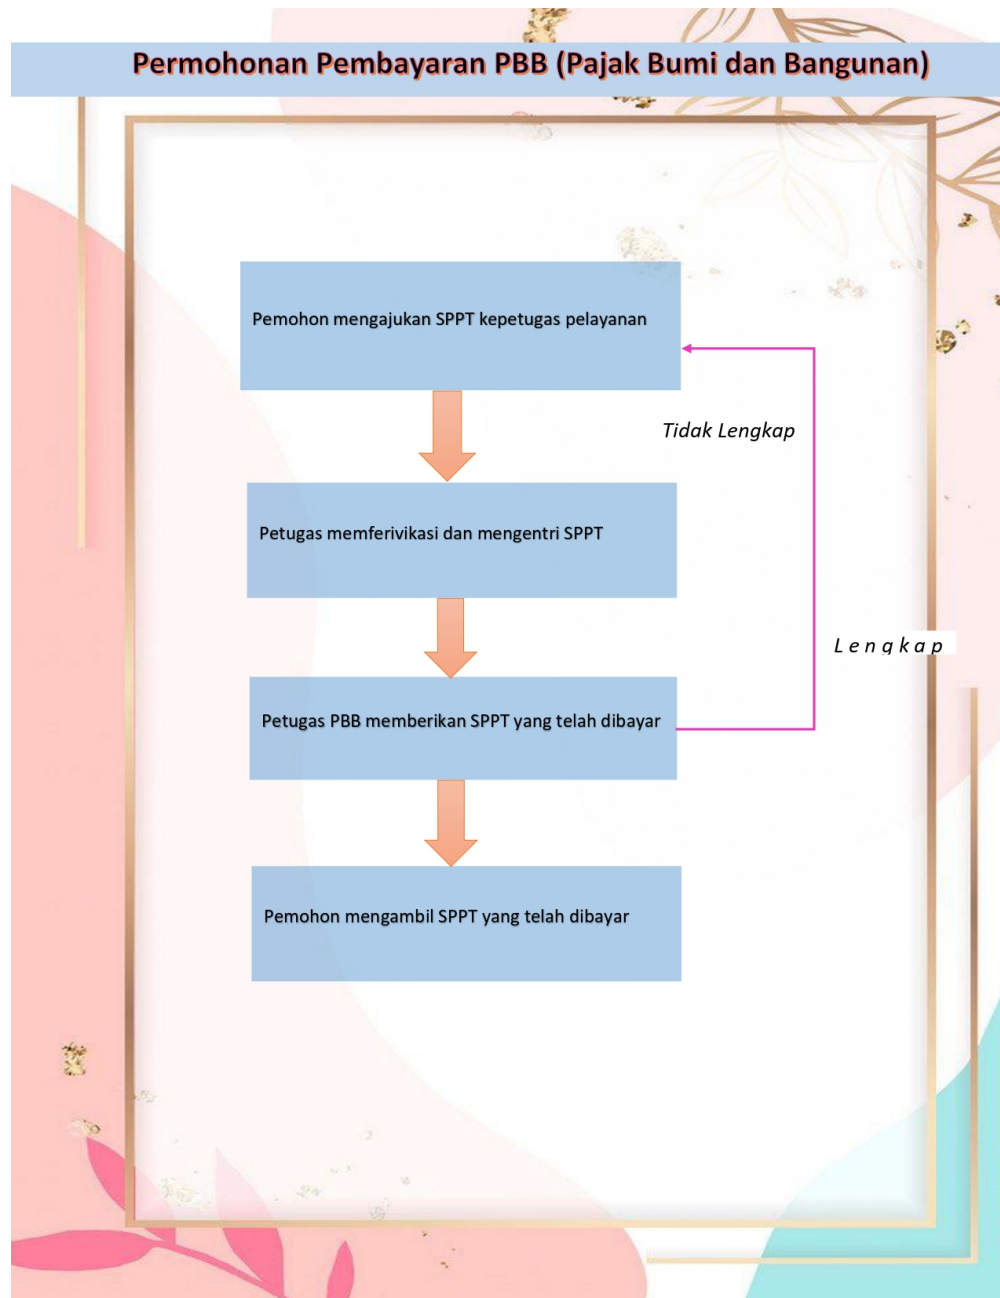 Permohonan Pembayaran PBB (Pajak Bumi dan Bangunan)
Pemohon mengajukan SPPT kepetugas pelayanan
Tidak Lengkap
Petugas memferivikasi dan mengentri SPPT
Lengkap
Petugas PBB memberikan SPPT yang telah dibayar
Pemohon mengambil SPPT yang telah dibayar